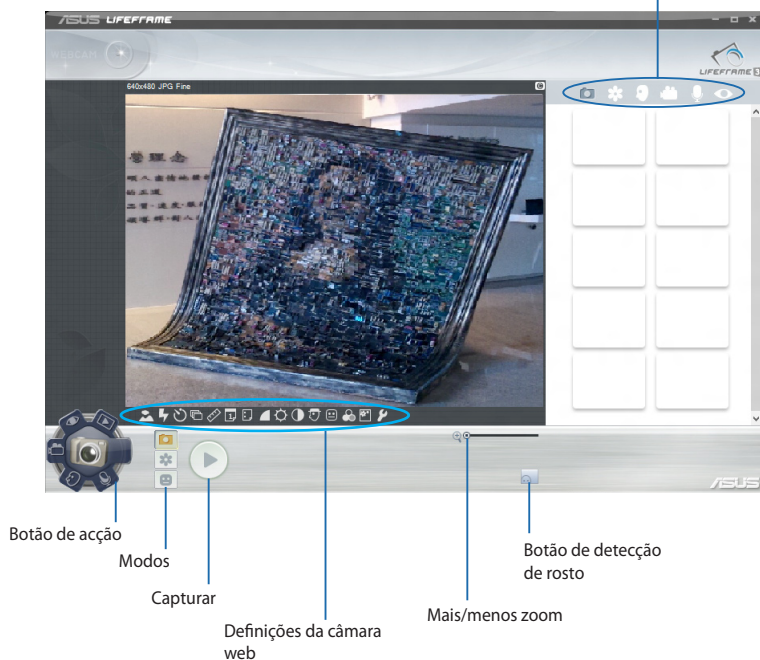 ASUS LIFEFRAME
WEBCAM
LIFEFRAME 3
640x480 JPG Fine
ASUS
Botão de acção
Modos
Capturar
Definições da câmara
web
Mais/menos zoom
Botão de detecção
de rosto